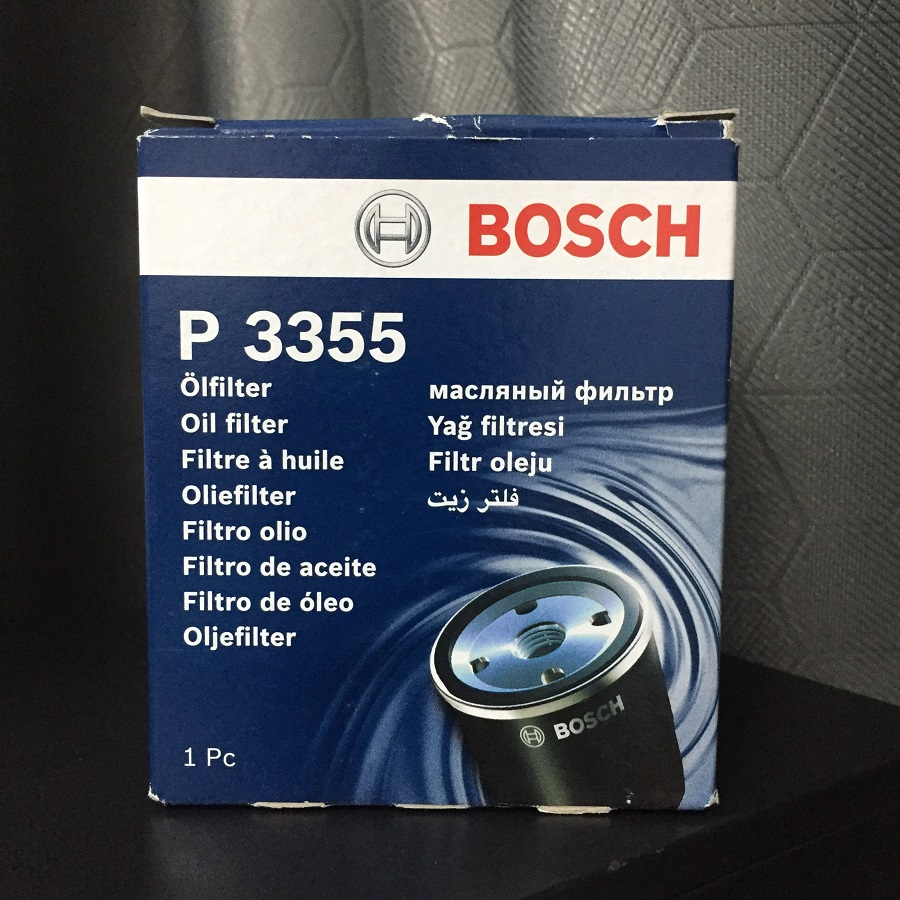 BOSCH
P 3355
Ölfilter
Oil filter
Filtre à huile
Oliefilter
Filtro olio
Filtro de aceite
Filtro de óleo
Oljefilter
масляный фильтр
Yağ filtresi
Filtr oleju
فلتر زيت
BOSCH
1 Pc